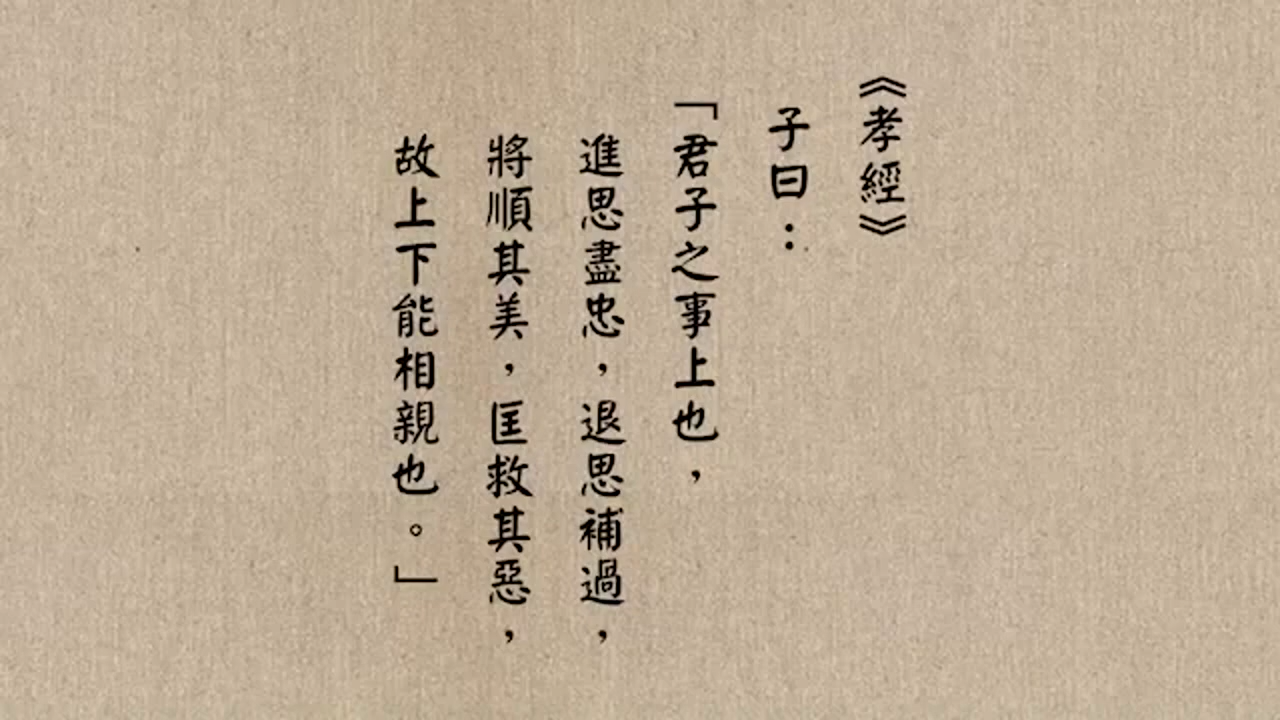 《孝經》
子曰：
「君子之事上也，
進思盡忠，退思補過，
將順其美，匡救其惡，
故上下能相親也。」